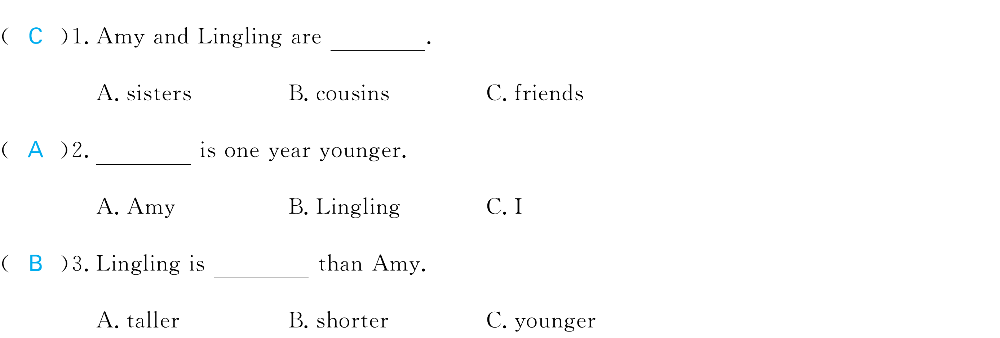 ( C )1. Amy and Lingling are ________.
A. sisters B. cousins C. friends
( A )2. ________ is one year younger.
A. Amy B. Lingling C. I
( B )3. Lingling is ________ than Amy.
A. taller B. shorter C. younger